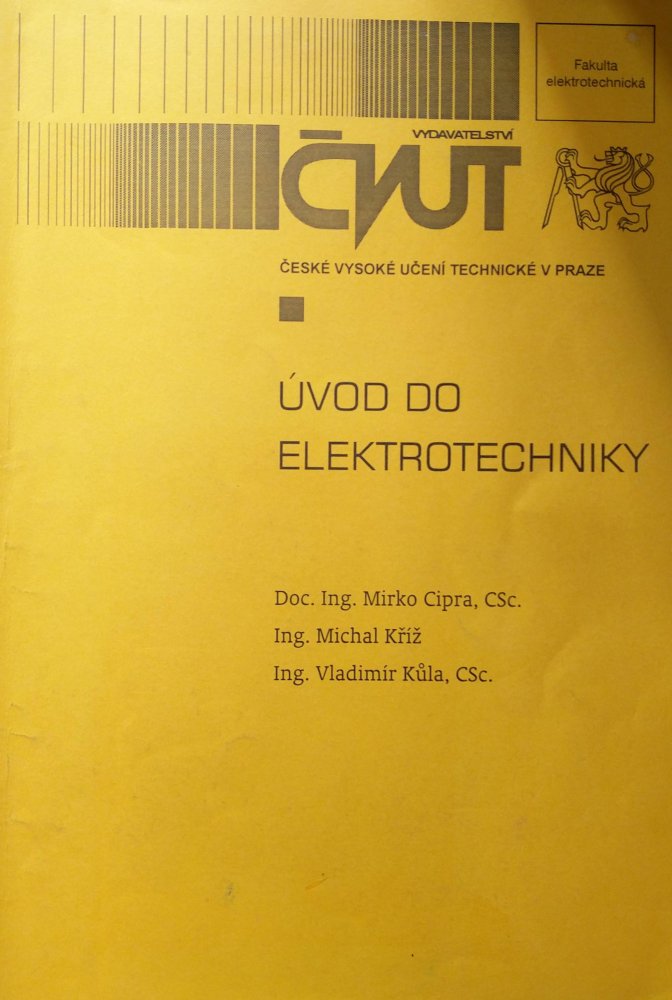 Fakulta
elektrotechnická
VYDAVATELSTVÍ
ČVUT
ČESKÉ VYSOKÉ UČENÍ TECHNICKÉ V PRAZE
ÚVOD DO
ELEKTROTECHNIKY
Doc. Ing. Mirko Cipra, CSc.
Ing. Michal Kříž
Ing. Vladimír Kůla, CSc.